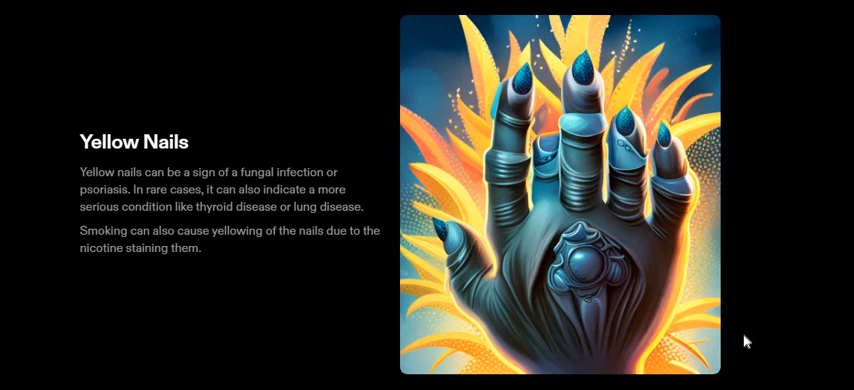 Yellow Nails
Yellow nails can be a sign of a fungal infection or
psoriasis. In rare cases, it can also indicate a more
serious condition like thyroid disease or lung disease.
Smoking can also cause yellowing of the nails due to the
nicotine staining them.